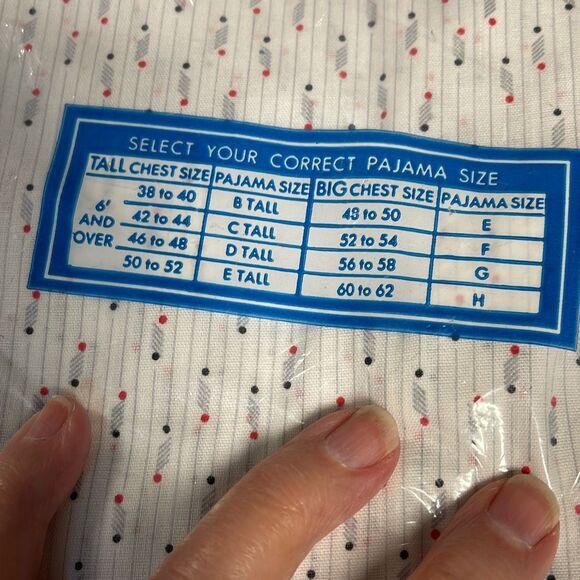 SELECT YOUR CORRECT PAJAMA SIZE
TALL CHEST SIZE PAJAMA SIZE BIG CHEST SIZE PAJAMA SIZE
6' AND OVER
38 to 40 B TALL 48 to 50 E
42 to 44 C TALL 52 to 54 F
46 to 48 D TALL 56 to 58 G
50 to 52 E TALL 60 to 62 H